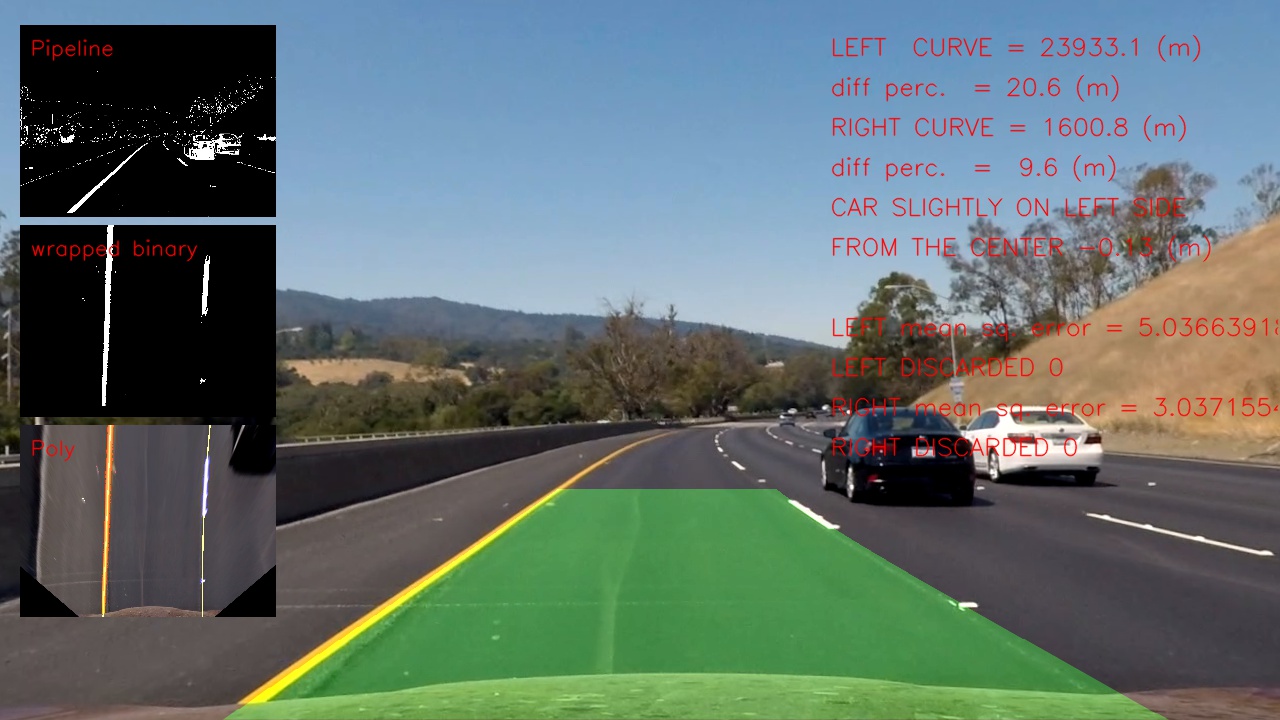 Pipeline
wrapped binary
Poly
LEFT CURVE = 23933.1 (m)
diff perc. = 20.6 (m)
RIGHT CURVE = 1600.8 (m)
diff perc. = 9.6 (m)
CAR SLIGHTLY ON LEFT SIDE
FROM THE CENTER -0.13 (m)
LEFT mean sq. error = 5.0366391
LEFT DISCARDED 0
RIGHT mean sq. error = 3.037155
RIGHT DISCARDED 0